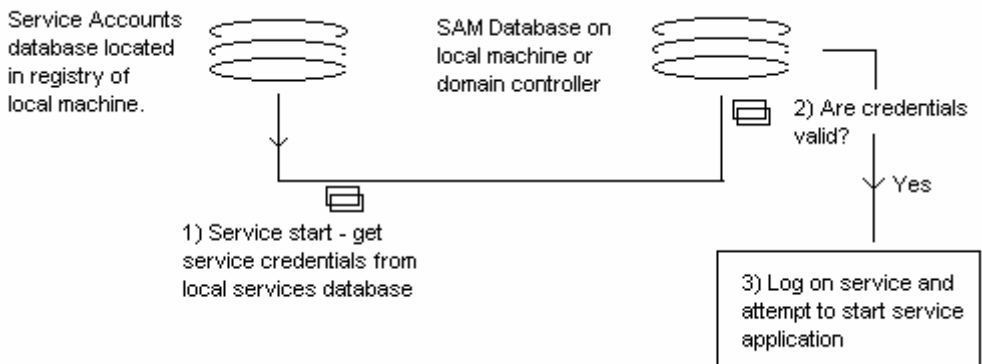 Service Accounts
database located
in registry of
local machine.
SAM Database on
local machine or
domain controller
2) Are credentials
valid?
Yes
1) Service start - get
service credentials from
local services database
3) Log on service and
attempt to start service
application